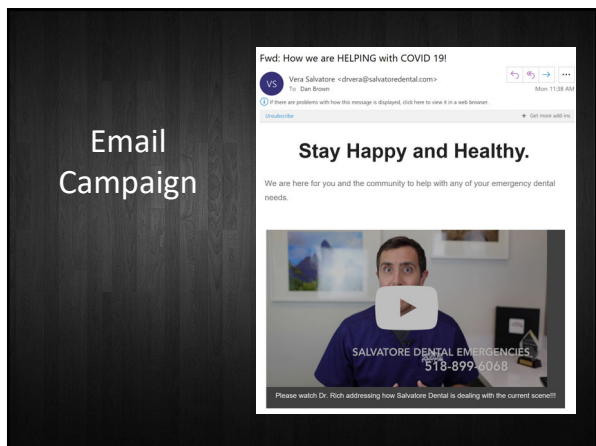 Email
Campaign
Fwd: How we are HELPING with COVID 19!
VS
Vera Salvatore <drvera@salvatoredental.com>
To Dan Brown
Mon 11:38 AM
If there are problems with how this message is displayed, click here to view it in a web browser.
Unsubscribe
+ Get more add-ins
Stay Happy and Healthy.
We are here for you and the community to help with any of your emergency dental
needs.
SALVATORE DENTAL EMERGENCIES
518-899-6068
Please watch Dr. Rich addressing how Salvatore Dental is dealing with the current scene!!!